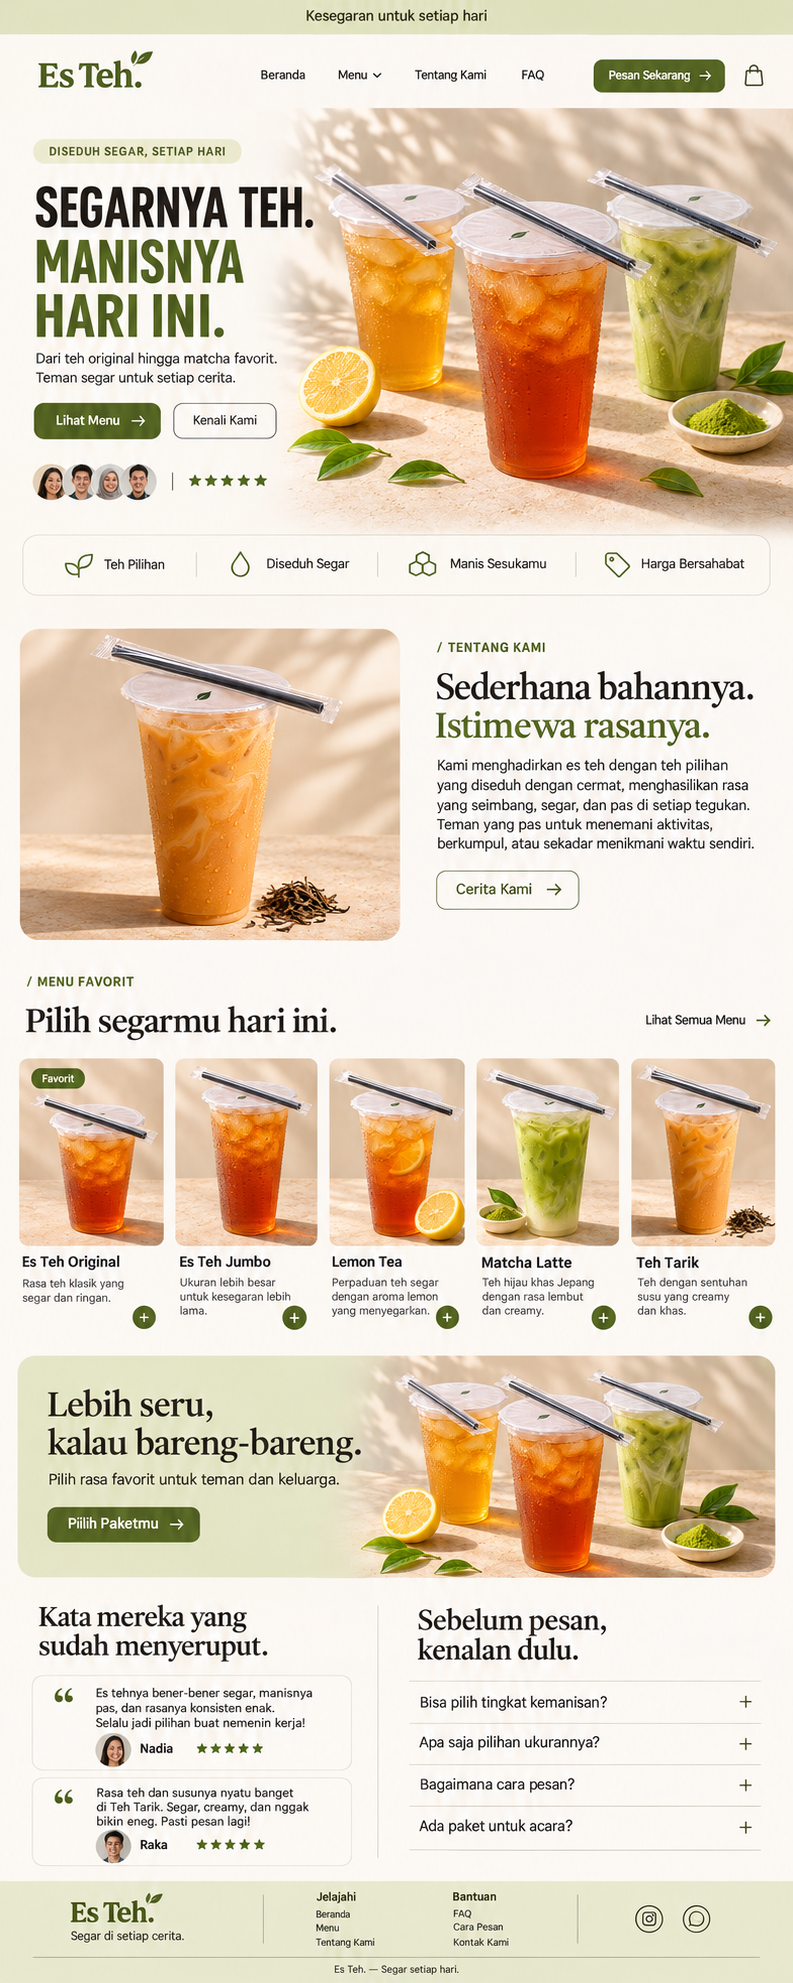 Kesegaran untuk setiap hari
Es Teh.
Beranda
Menu
Tentang Kami
FAQ
Pesan Sekarang
DISEDUH SEGAR, SETIAP HARI
SEGARNYA TEH.
MANISNYA
HARI INI.
Dari teh original hingga matcha favorit.
Teman segar untuk setiap cerita.
Lihat Menu
Kenali Kami
Teh Pilihan
Diseduh Segar
Manis Sesukamu
Harga Bersahabat
/ TENTANG KAMI
Sederhana bahannya.
Istimewa rasanya.
Kami menghadirkan es teh dengan teh pilihan
yang diseduh dengan cermat, menghasilikan rasa
yang seimbang, segar, dan pas di setiap tegukan.
Teman yang pas untuk menemani aktivitas,
berkumpul, atau sekadar menikmani waktu sendiri.
Cerita Kami
/ MENU FAVORIT
Pilih segarmu hari ini.
Lihat Semua Menu
Favorit
Es Teh Original
Rasa teh klasik yang
segar dan ringan.
Es Teh Jumbo
Ukuran lebih besar
untuk kesegaran lebih
lama.
Lemon Tea
Perpaduan teh segar
dengan aroma lemon
yang menyegarkan.
Matcha Latte
Teh hijau khas Jepang
dengan rasa lembut
dan creamy.
Teh Tarik
Teh dengan sentuhan
susu yang creamy
dan khas.
Lebih seru,
kalau bareng-bareng.
Pilih rasa favorit untuk teman dan keluarga.
Piilih Paketmu
Kata mereka yang
sudah menyeruput.
Es tehnya bener-bener segar, manisnya
pas, dan rasanya konsisten enak.
Selalu jadi pilihan buat nemenin kerja!
Nadia
Rasa teh dan susunya nyatu banget
di Teh Tarik. Segar, creamy, dan nggak
bikin eneg. Pasti pesan lagi!
Raka
Sebelum pesan,
kenalan dulu.
Bisa pilih tingkat kemanisan?
Apa saja pilihan ukurannya?
Bagaimana cara pesan?
Ada paket untuk acara?
Es Teh.
Segar di setiap cerita.
Jelajahi
Beranda
Menu
Tentang Kami
Bantuan
FAQ
Cara Pesan
Kontak Kami
Es Teh. — Segar setiap hari.